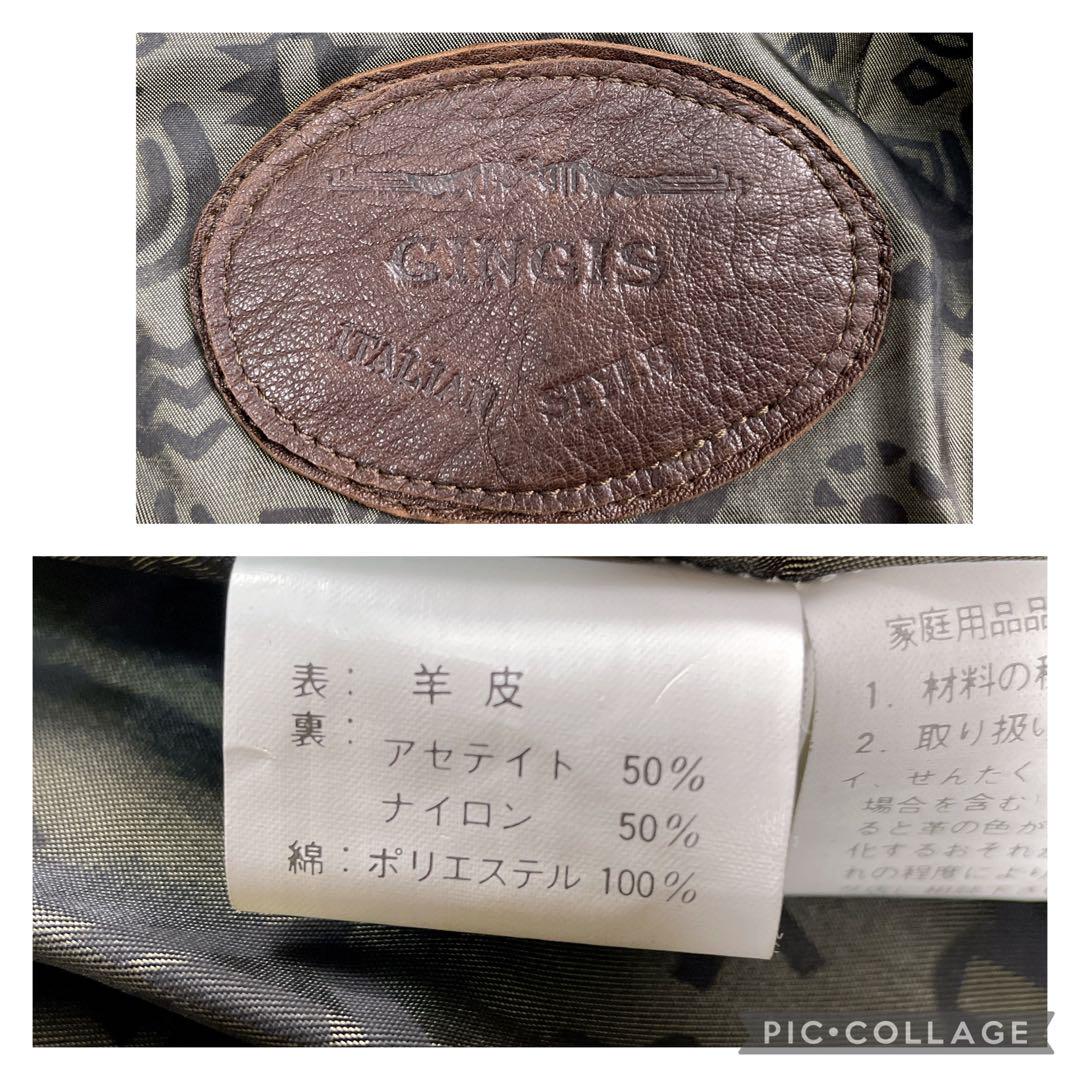 GINGIS
ITALIAN STYLE
表： 羊 皮
裏：
アセテイト 50%
ナイロン 50%
綿：ポリエステル 100%
家庭用品品
1. 材料の
2. 取り扱い
ィ、せんたく
場合を含む
ると革の色が
化するおそれ
れの程度により
PIC•COLLAGE